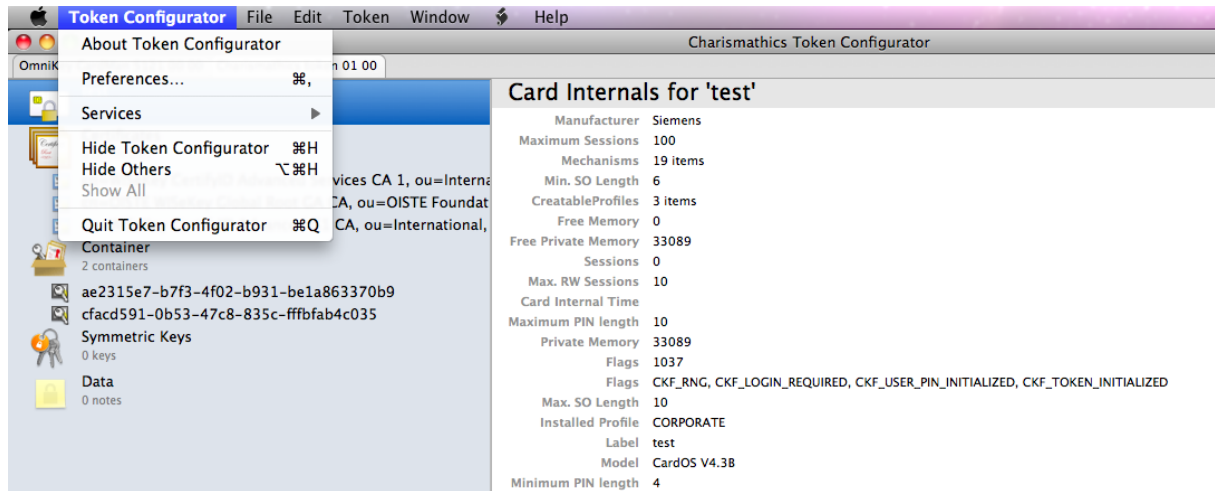 Token Configurator File Edit Token Window Help
Charismathics Token Configurator
OmniK
n 01 00
About Token Configurator
Preferences... ⌘,
Services ▶
Hide Token Configurator ⌘H
Hide Others ⌥⌘H
Show All
Quit Token Configurator ⌘Q
vices CA 1, ou=Interna
CA, ou=OISTE Foundat
CA, ou=International,
Container
2 containers
ae2315e7-b7f3-4f02-b931-be1a863370b9
cfacd591-0b53-47c8-835c-fffbfab4c035
Symmetric Keys
0 keys
Data
0 notes
Card Internals for 'test'
Manufacturer Siemens
Maximum Sessions 100
Mechanisms 19 items
Min. SO Length 6
CreatableProfiles 3 items
Free Memory 0
Free Private Memory 33089
Sessions 0
Max. RW Sessions 10
Card Internal Time
Maximum PIN length 10
Private Memory 33089
Flags 1037
Flags CKF_RNG, CKF_LOGIN_REQUIRED, CKF_USER_PIN_INITIALIZED, CKF_TOKEN_INITIALIZED
Max. SO Length 10
Installed Profile CORPORATE
Label test
Model CardOS V4.3B
Minimum PIN length 4